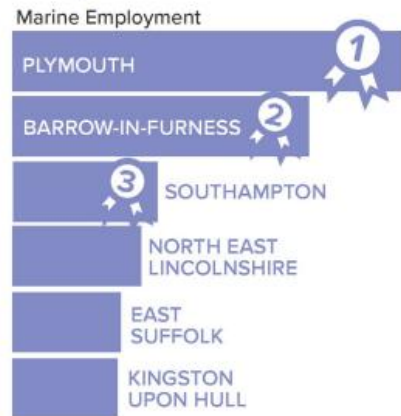 Marine Employment
1
PLYMOUTH
2
BARROW-IN-FURNESS
3
SOUTHAMPTON
NORTH EAST
LINCOLNSHIRE
EAST
SUFFOLK
KINGSTON
UPON HULL